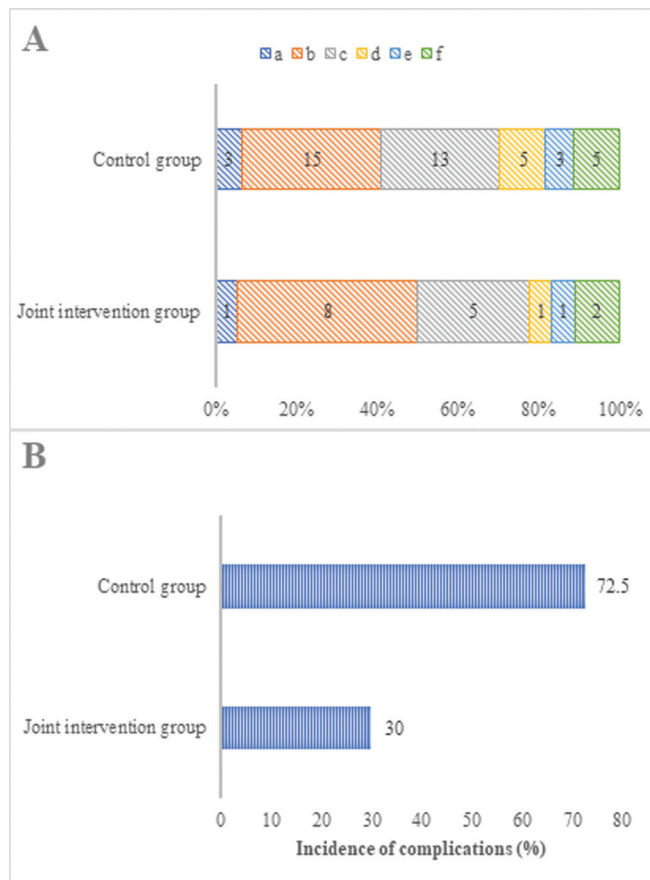 A
a b c d e f
Control group 3 15 13 5 3 5
Joint intervention group 1 8 5 1 1 2
0% 20% 40% 60% 80% 100%
B
Control group 72.5
Joint intervention group 30
0 10 20 30 40 50 60 70 80
Incidence of complications (%)